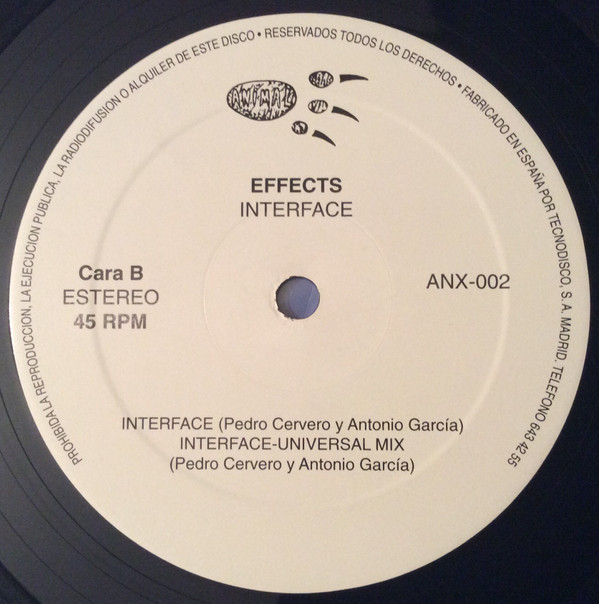 PROHIBIDA LA REPRODUCCION, LA EJECUCION PUBLICA, LA RADIODIFUSION O ALQUILER DE ESTE DISCO • RESERVADOS TODOS LOS DERECHOS • FABRICADO EN ESPAÑA POR TECNODISCO, S. A. MADRID. TELEFONO 643 42 55
ANIMAL
EFFECTS
INTERFACE
Cara B
ESTEREO
45 RPM
ANX-002
INTERFACE (Pedro Cervero y Antonio García)
INTERFACE-UNIVERSAL MIX
(Pedro Cervero y Antonio García)